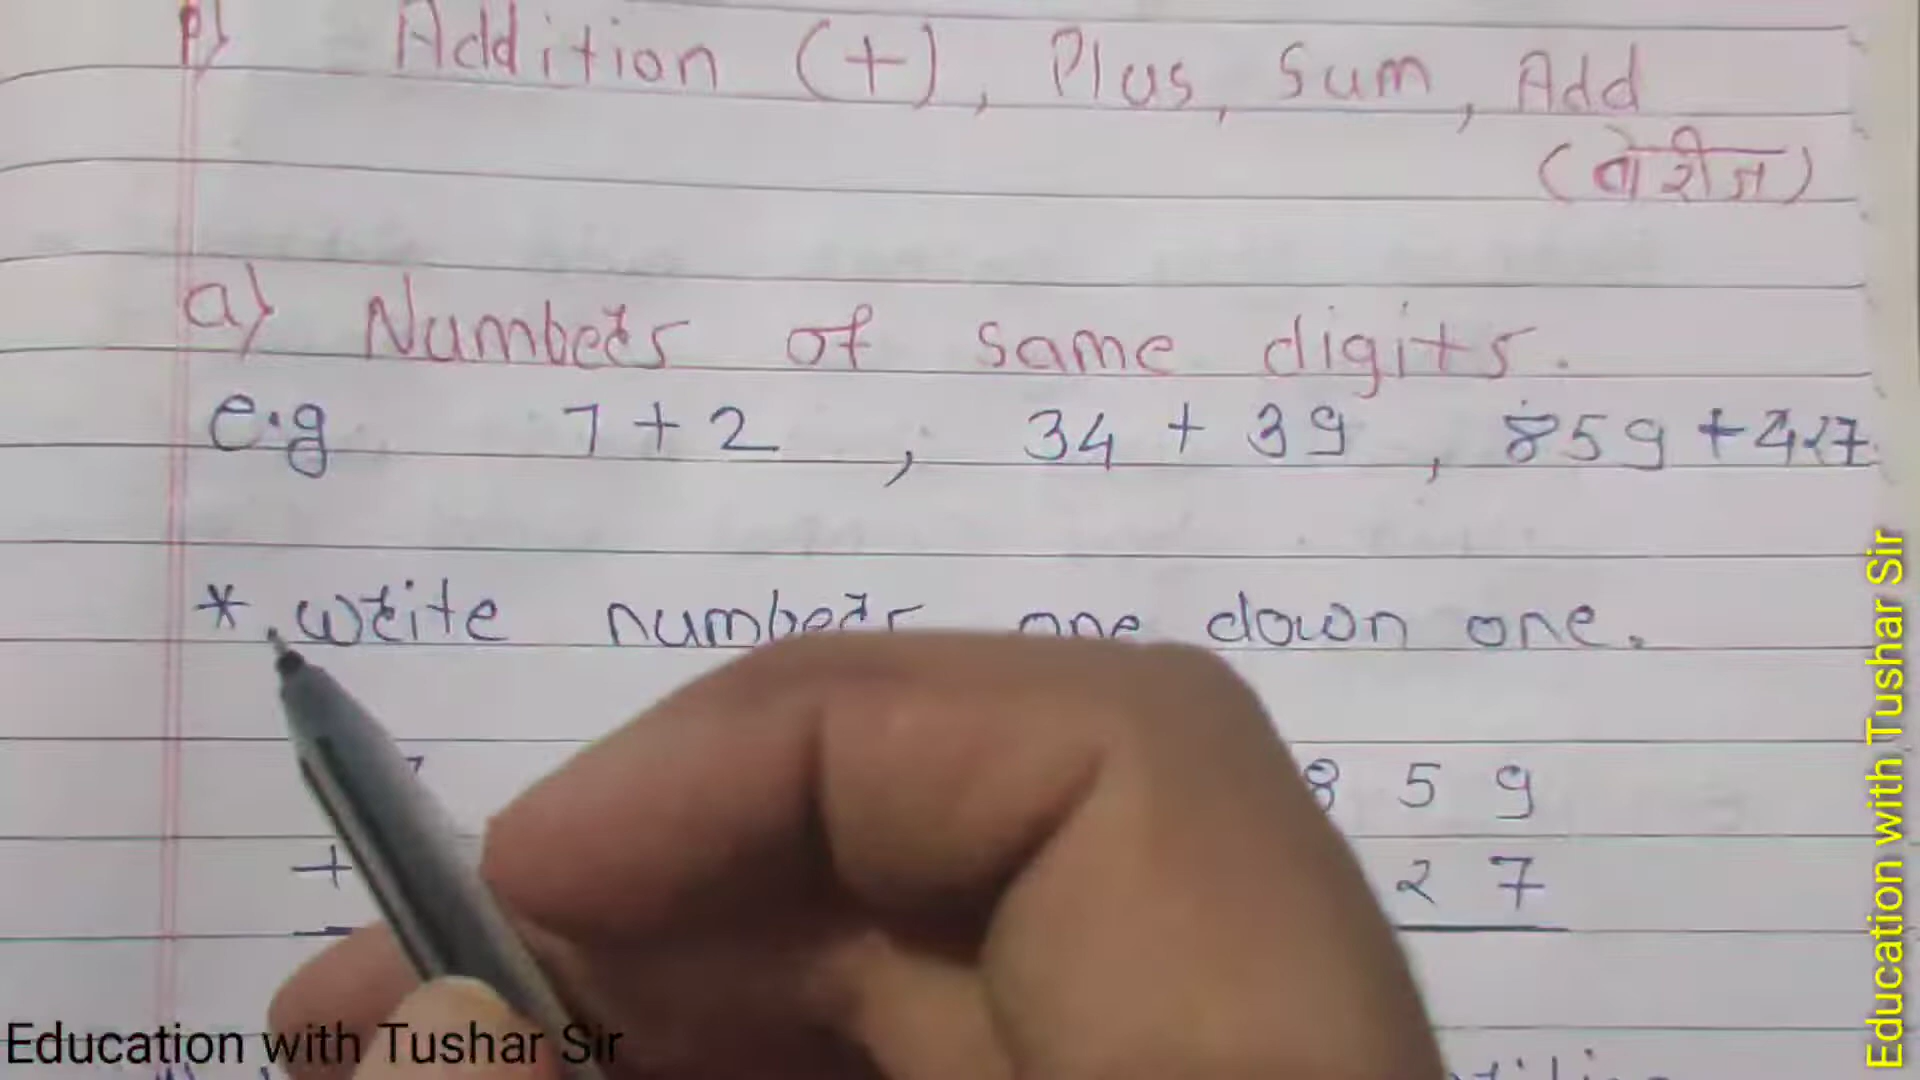 A} Addition (+), Plus, Sum, Add
(बेरीज)
a} Numbers of same digits.
e.g 7 + 2 , 34 + 39 , 859 + 427
* write numbers one down one.
8 5 9
+ 2 7
Education with Tushar Sir
Education with Tushar Sir